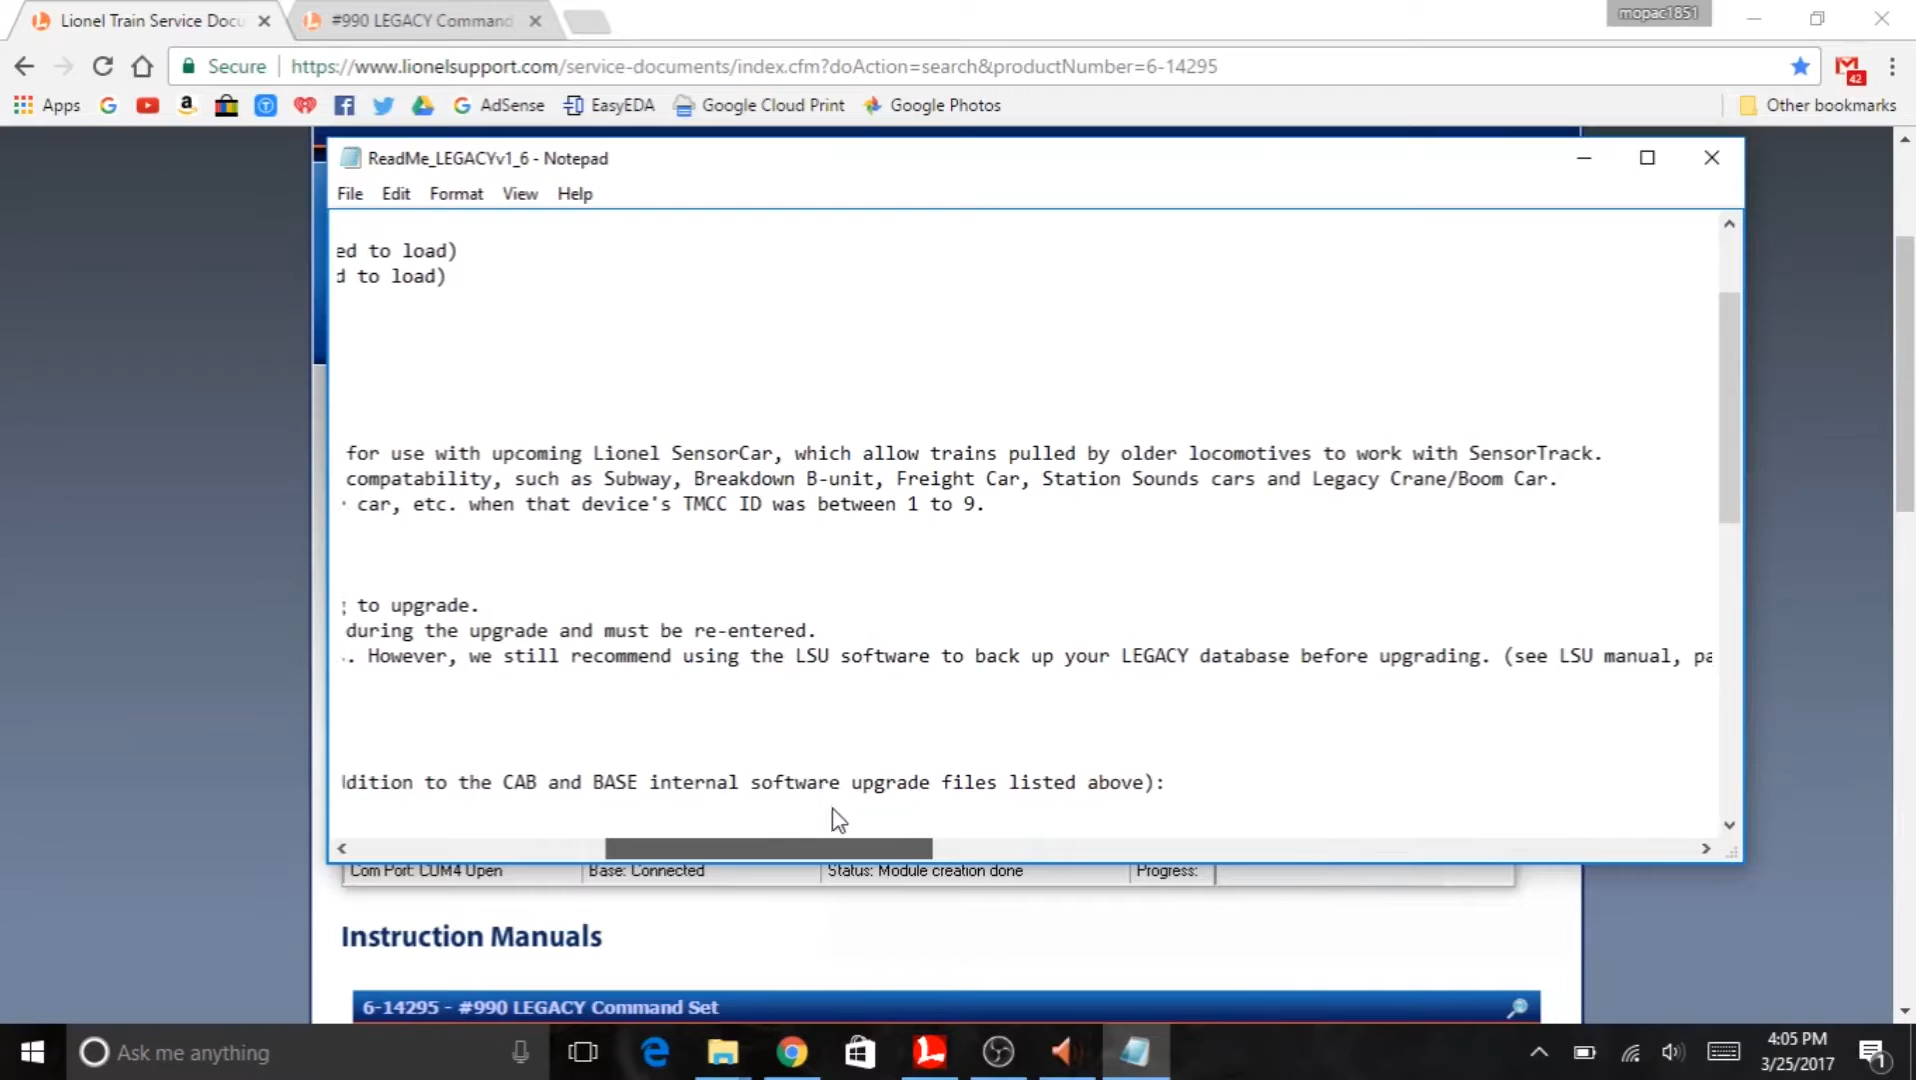 Lionel Train Service Docu
#990 LEGACY Command
mopac1851
Secure
https://www.lionelsupport.com/service-documents/index.cfm?doAction=search&productNumber=6-14295
42
Apps
AdSense
EasyEDA
Google Cloud Print
Google Photos
Other bookmarks
ReadMe_LEGACYv1_6 - Notepad
File Edit Format View Help
ed to load)
d to load)
for use with upcoming Lionel SensorCar, which allow trains pulled by older locomotives to work with SensorTrack.
compatability, such as Subway, Breakdown B-unit, Freight Car, Station Sounds cars and Legacy Crane/Boom Car.
car, etc. when that device's TMCC ID was between 1 to 9.
to upgrade.
during the upgrade and must be re-entered.
. However, we still recommend using the LSU software to back up your LEGACY database before upgrading. (see LSU manual, pa
dition to the CAB and BASE internal software upgrade files listed above):
Com Port: COM4 Open
Base: Connected
Status: Module creation done
Progress:
Instruction Manuals
6-14295 - #990 LEGACY Command Set
Ask me anything
4:05 PM
3/25/2017
1